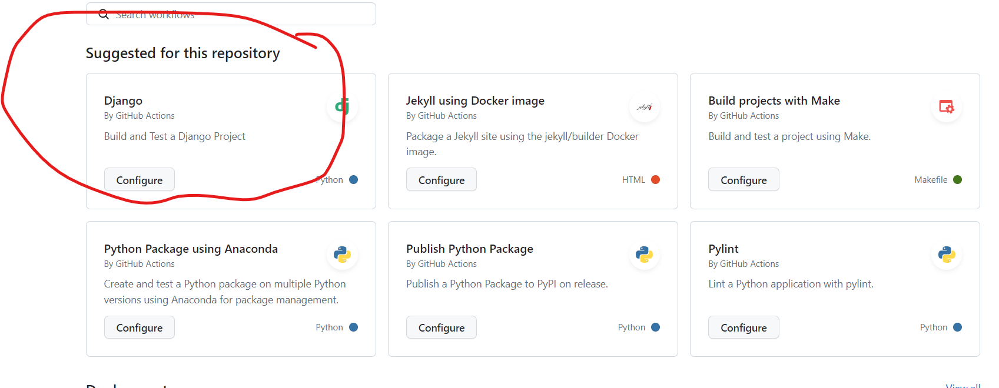 Search workflows
Suggested for this repository
Django
By GitHub Actions
Build and Test a Django Project
Configure
Python
dj
Jekyll using Docker image
By GitHub Actions
Package a Jekyll site using the jekyll/builder Docker
image.
Configure
HTML
jekyll
Build projects with Make
By GitHub Actions
Build and test a project using Make.
Configure
Makefile
Python Package using Anaconda
By GitHub Actions
Create and test a Python package on multiple Python
versions using Anaconda for package management.
Configure
Python
Publish Python Package
By GitHub Actions
Publish a Python Package to PyPI on release.
Configure
Python
Pylint
By GitHub Actions
Lint a Python application with pylint.
Configure
Python
View all